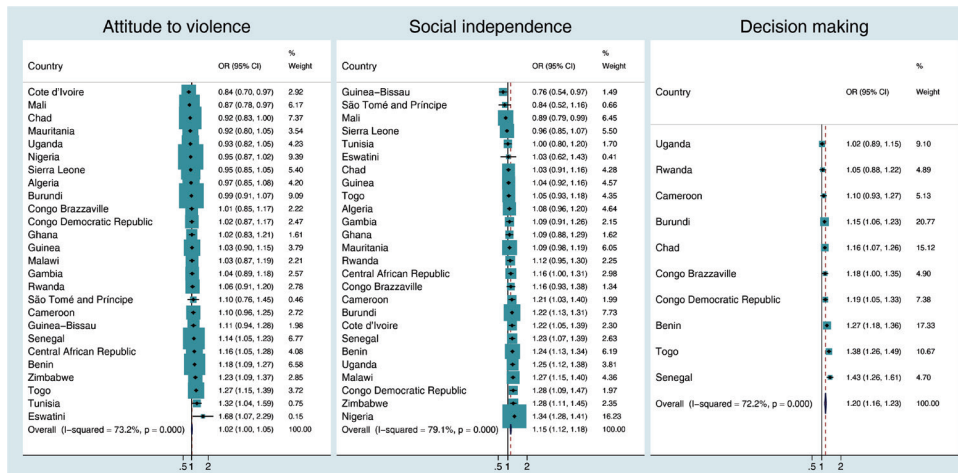 Attitude to violence
%
Country OR (95% CI) Weight
Cote d'Ivoire 0.84 (0.70, 0.97) 2.92
Mali 0.87 (0.78, 0.97) 6.17
Chad 0.92 (0.83, 1.00) 7.37
Mauritania 0.92 (0.80, 1.05) 3.54
Uganda 0.93 (0.82, 1.05) 4.23
Nigeria 0.95 (0.87, 1.02) 9.39
Sierra Leone 0.95 (0.85, 1.05) 5.40
Algeria 0.97 (0.85, 1.08) 4.20
Burundi 0.99 (0.91, 1.07) 9.09
Congo Brazzaville 1.01 (0.85, 1.17) 2.22
Congo Democratic Republic 1.02 (0.87, 1.17) 2.47
Ghana 1.02 (0.83, 1.21) 1.61
Guinea 1.03 (0.90, 1.15) 3.79
Malawi 1.03 (0.87, 1.19) 2.21
Gambia 1.04 (0.89, 1.18) 2.57
Rwanda 1.06 (0.91, 1.20) 2.78
São Tomé and Príncipe 1.10 (0.76, 1.45) 0.46
Cameroon 1.10 (0.96, 1.25) 2.72
Guinea-Bissau 1.11 (0.94, 1.28) 1.98
Senegal 1.14 (1.05, 1.23) 6.77
Central African Republic 1.16 (1.05, 1.28) 4.08
Benin 1.18 (1.09, 1.27) 6.82
Zimbabwe 1.23 (1.09, 1.37) 2.85
Togo 1.27 (1.15, 1.39) 3.72
Tunisia 1.32 (1.04, 1.59) 0.75
Eswatini 1.68 (1.07, 2.29) 0.15
Overall (I-squared = 73.2%, p = 0.000) 1.02 (1.00, 1.05) 100.00
.5 1 2
Social independence
%
Country OR (95% CI) Weight
Guinea-Bissau 0.76 (0.54, 0.97) 1.49
São Tomé and Príncipe 0.84 (0.52, 1.16) 0.66
Mali 0.89 (0.79, 0.99) 6.45
Sierra Leone 0.96 (0.85, 1.07) 5.50
Tunisia 1.00 (0.80, 1.20) 1.70
Eswatini 1.03 (0.62, 1.43) 0.41
Chad 1.03 (0.91, 1.16) 4.28
Guinea 1.04 (0.92, 1.16) 4.57
Togo 1.05 (0.93, 1.18) 4.35
Algeria 1.08 (0.96, 1.20) 4.64
Gambia 1.09 (0.91, 1.26) 2.15
Ghana 1.09 (0.88, 1.29) 1.62
Mauritania 1.09 (0.98, 1.19) 6.05
Rwanda 1.12 (0.95, 1.30) 2.25
Central African Republic 1.16 (1.00, 1.31) 2.98
Congo Brazzaville 1.16 (0.93, 1.38) 1.34
Cameroon 1.21 (1.03, 1.40) 1.99
Burundi 1.22 (1.13, 1.31) 7.73
Cote d'Ivoire 1.22 (1.05, 1.39) 2.30
Senegal 1.23 (1.07, 1.39) 2.63
Benin 1.24 (1.13, 1.34) 6.19
Uganda 1.25 (1.12, 1.38) 3.81
Malawi 1.27 (1.15, 1.40) 4.36
Congo Democratic Republic 1.28 (1.09, 1.47) 1.97
Zimbabwe 1.28 (1.11, 1.45) 2.35
Nigeria 1.34 (1.28, 1.41) 16.23
Overall (I-squared = 79.1%, p = 0.000) 1.15 (1.12, 1.18) 100.00
.5 1 2
Decision making
%
Country OR (95% CI) Weight
Uganda 1.02 (0.89, 1.15) 9.10
Rwanda 1.05 (0.88, 1.22) 4.89
Cameroon 1.10 (0.93, 1.27) 5.13
Burundi 1.15 (1.06, 1.23) 20.77
Chad 1.16 (1.07, 1.26) 15.12
Congo Brazzaville 1.18 (1.00, 1.35) 4.90
Congo Democratic Republic 1.19 (1.05, 1.33) 7.38
Benin 1.27 (1.18, 1.36) 17.33
Togo 1.38 (1.26, 1.49) 10.67
Senegal 1.43 (1.26, 1.61) 4.70
Overall (I-squared = 72.2%, p = 0.000) 1.20 (1.16, 1.23) 100.00
.5 1 2